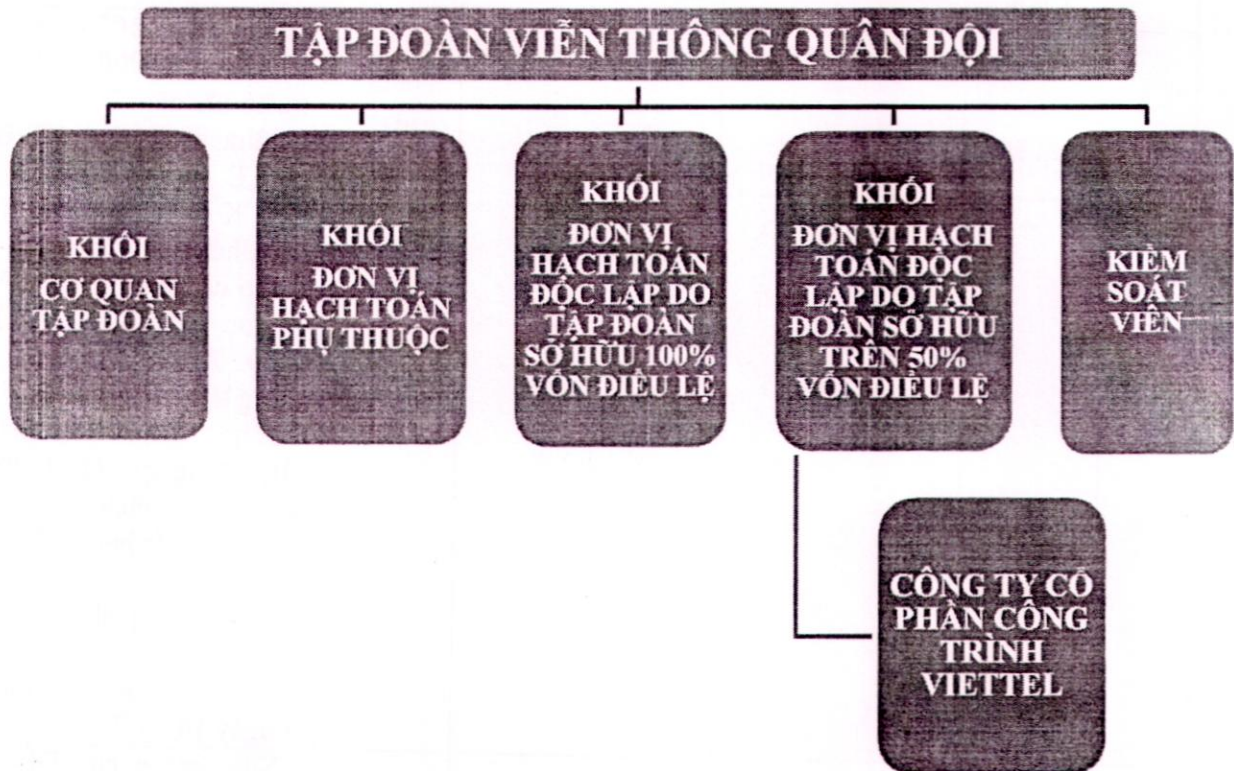 TẬP ĐOÀN VIỄN THÔNG QUÂN ĐỘI
KHỐI
CƠ QUAN
TẬP ĐOÀN
KHỐI
ĐƠN VỊ
HẠCH TOÁN
PHỤ THUỘC
KHỐI
ĐƠN VỊ
HẠCH TOÁN
ĐỘC LẬP DO
TẬP ĐOÀN
SỞ HỮU 100%
VỐN ĐIỀU LỆ
KHỐI
ĐƠN VỊ HẠCH
TOÁN ĐỘC
LẬP DO TẬP
ĐOÀN SỞ HỮU
TRÊN 50%
VỐN ĐIỀU LỆ
KIỂM
SOÁT
VIÊN
CÔNG TY CỔ
PHẦN CÔNG
TRÌNH
VIETTEL